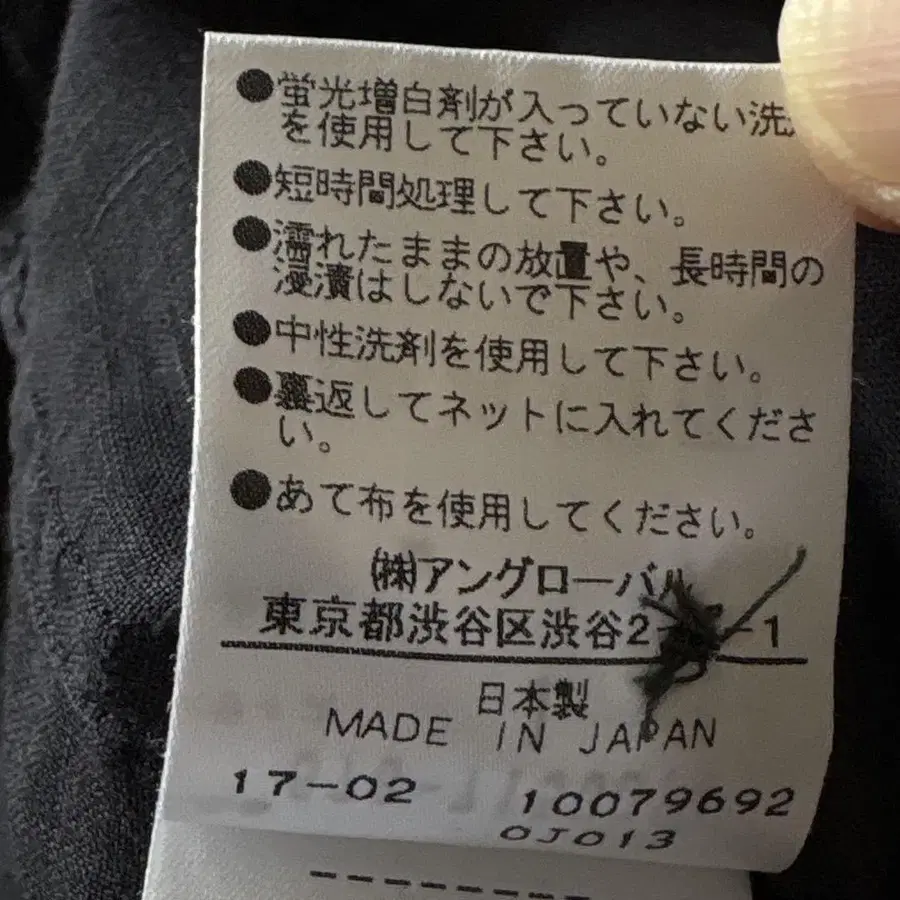 ●蛍光増白剤が入っていない洗
を使用して下さい。
●短時間処理して下さい。
●濡れたままの放置や、長時間の
浸漬はしないで下さい。
●中性洗剤を使用して下さい。
●裏返してネットに入れてくださ
い。
●あて布を使用してください。
㈱アングローバル
東京都渋谷区渋谷2-
-1
日本製
MADE IN JAPAN
17-02 10079692
0J013